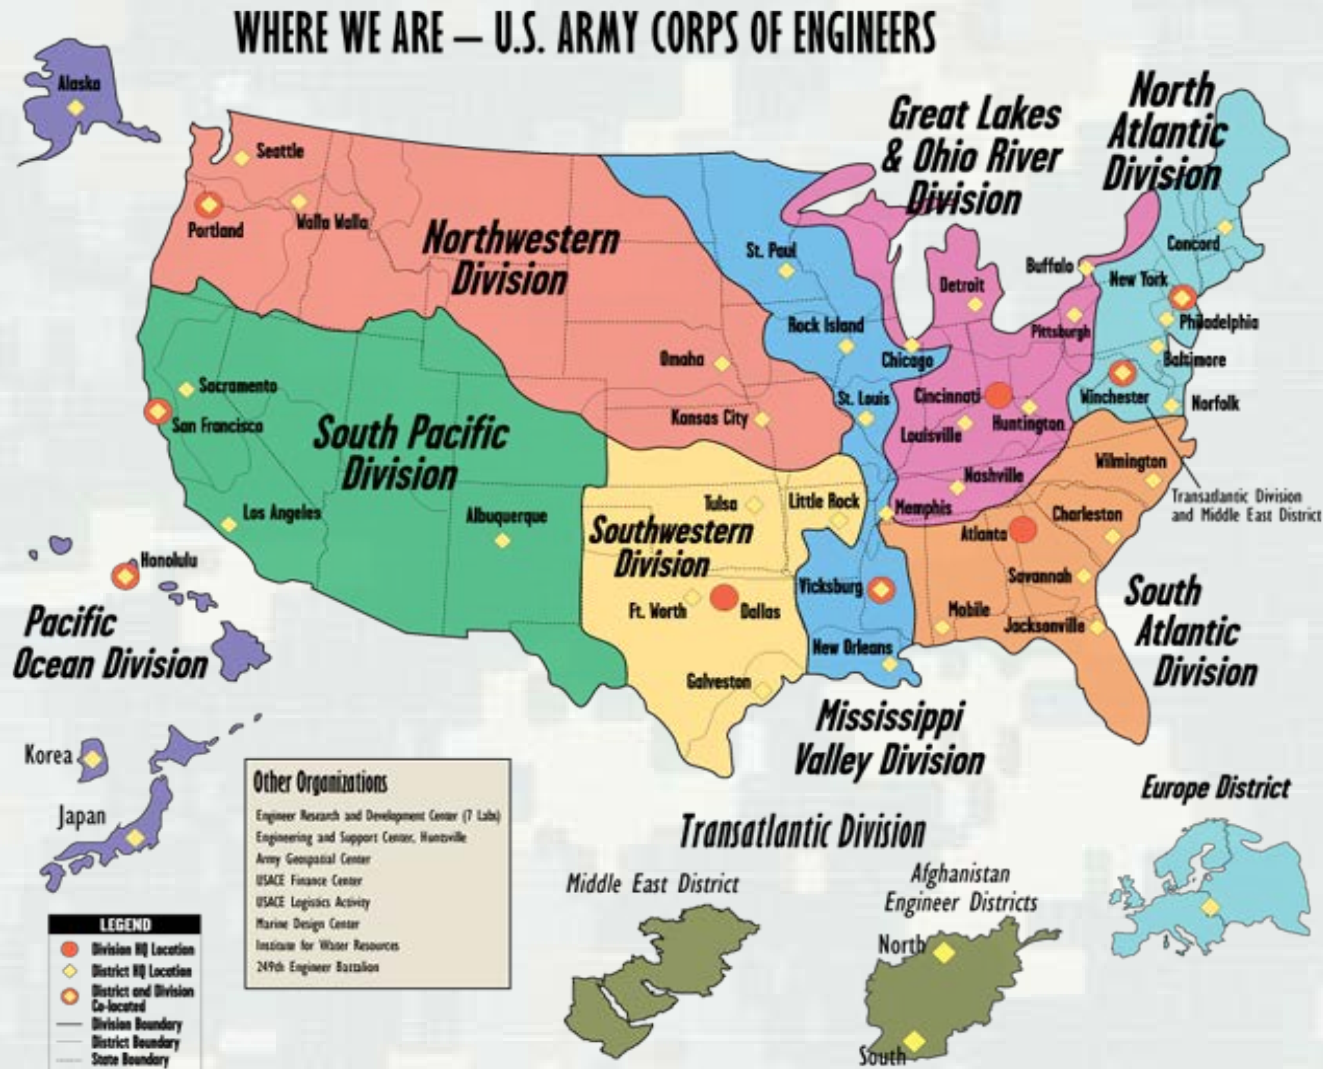 WHERE WE ARE — U.S. ARMY CORPS OF ENGINEERS
Alaska
Great Lakes
& Ohio River
Division
North
Atlantic
Division
Seattle
Portland
Walla Walla
Northwestern
Division
Omaha
Kansas City
St. Paul
Rock Island
St. Louis
Chicago
Detroit
Buffalo
Pittsburgh
Cincinnati
Louisville
Huntington
Nashville
Concord
New York
Philadelphia
Baltimore
Winchester
Norfolk
Transatlantic Division
and Middle East District
Sacramento
San Francisco
Los Angeles
South Pacific
Division
Albuquerque
Southwestern
Division
Tulsa
Little Rock
Ft. Worth
Dallas
Galveston
Memphis
Vicksburg
New Orleans
Mississippi
Valley Division
Wilmington
Charleston
Atlanta
Savannah
Mobile
Jacksonville
South
Atlantic
Division
Honolulu
Pacific
Ocean Division
Korea
Japan
Other Organizations
Engineer Research and Development Center (7 Labs)
Engineering and Support Center, Huntsville
Army Geospatial Center
USACE Finance Center
USACE Logistics Activity
Marine Design Center
Institute for Water Resources
249th Engineer Battalion
Transatlantic Division
Middle East District
Afghanistan
Engineer Districts
North
South
Europe District
LEGEND
Division HQ Location
District HQ Location
District and Division
Co-located
Division Boundary
District Boundary
State Boundary